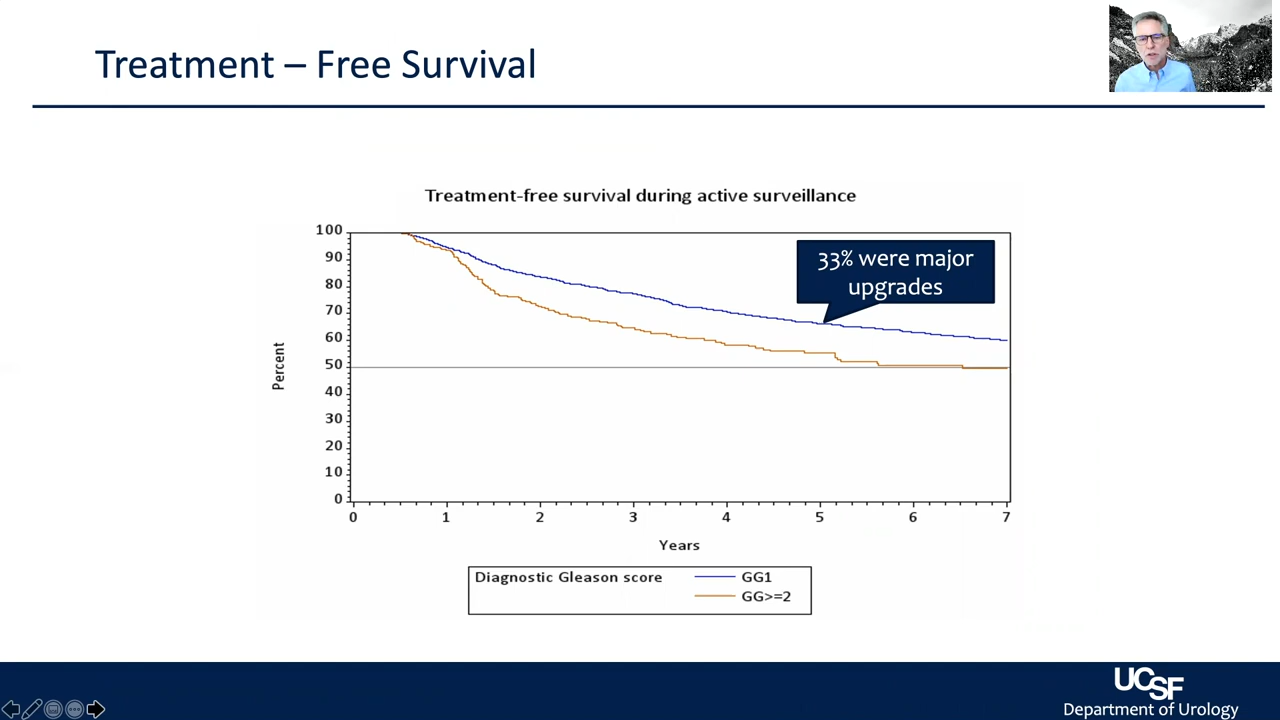 Treatment – Free Survival
Treatment-free survival during active surveillance
100
90
80
70
60
50
40
30
20
10
0
Percent
33% were major
upgrades
0 1 2 3 4 5 6 7
Years
Diagnostic Gleason score
GG1
GG>=2
UCSF
Department of Urology